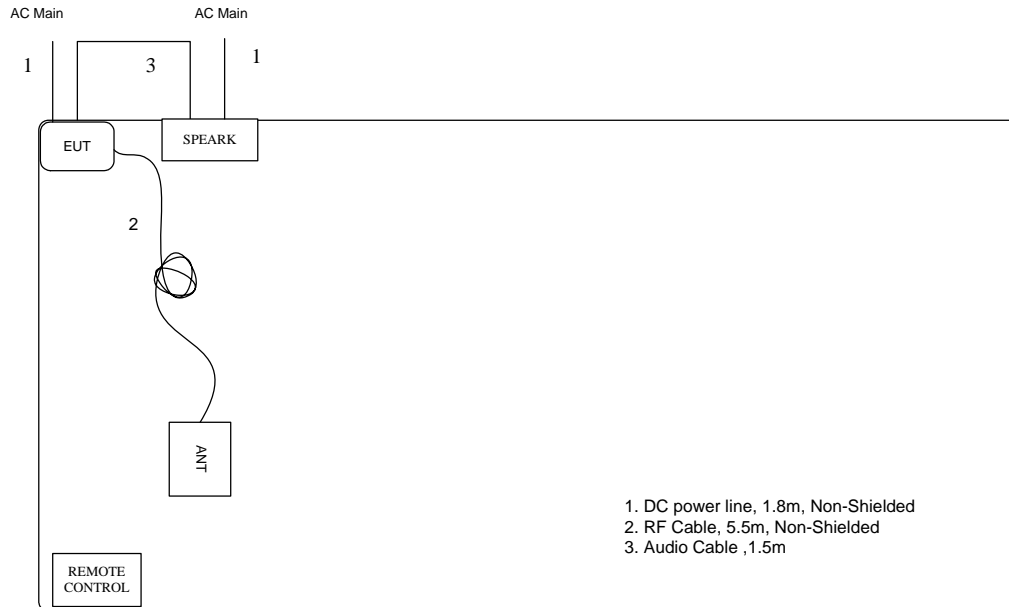 AC Main
AC Main
1
3
1
EUT
SPEARK
2
ANT
1. DC power line, 1.8m, Non-Shielded
2. RF Cable, 5.5m, Non-Shielded
3. Audio Cable ,1.5m
REMOTE
CONTROL